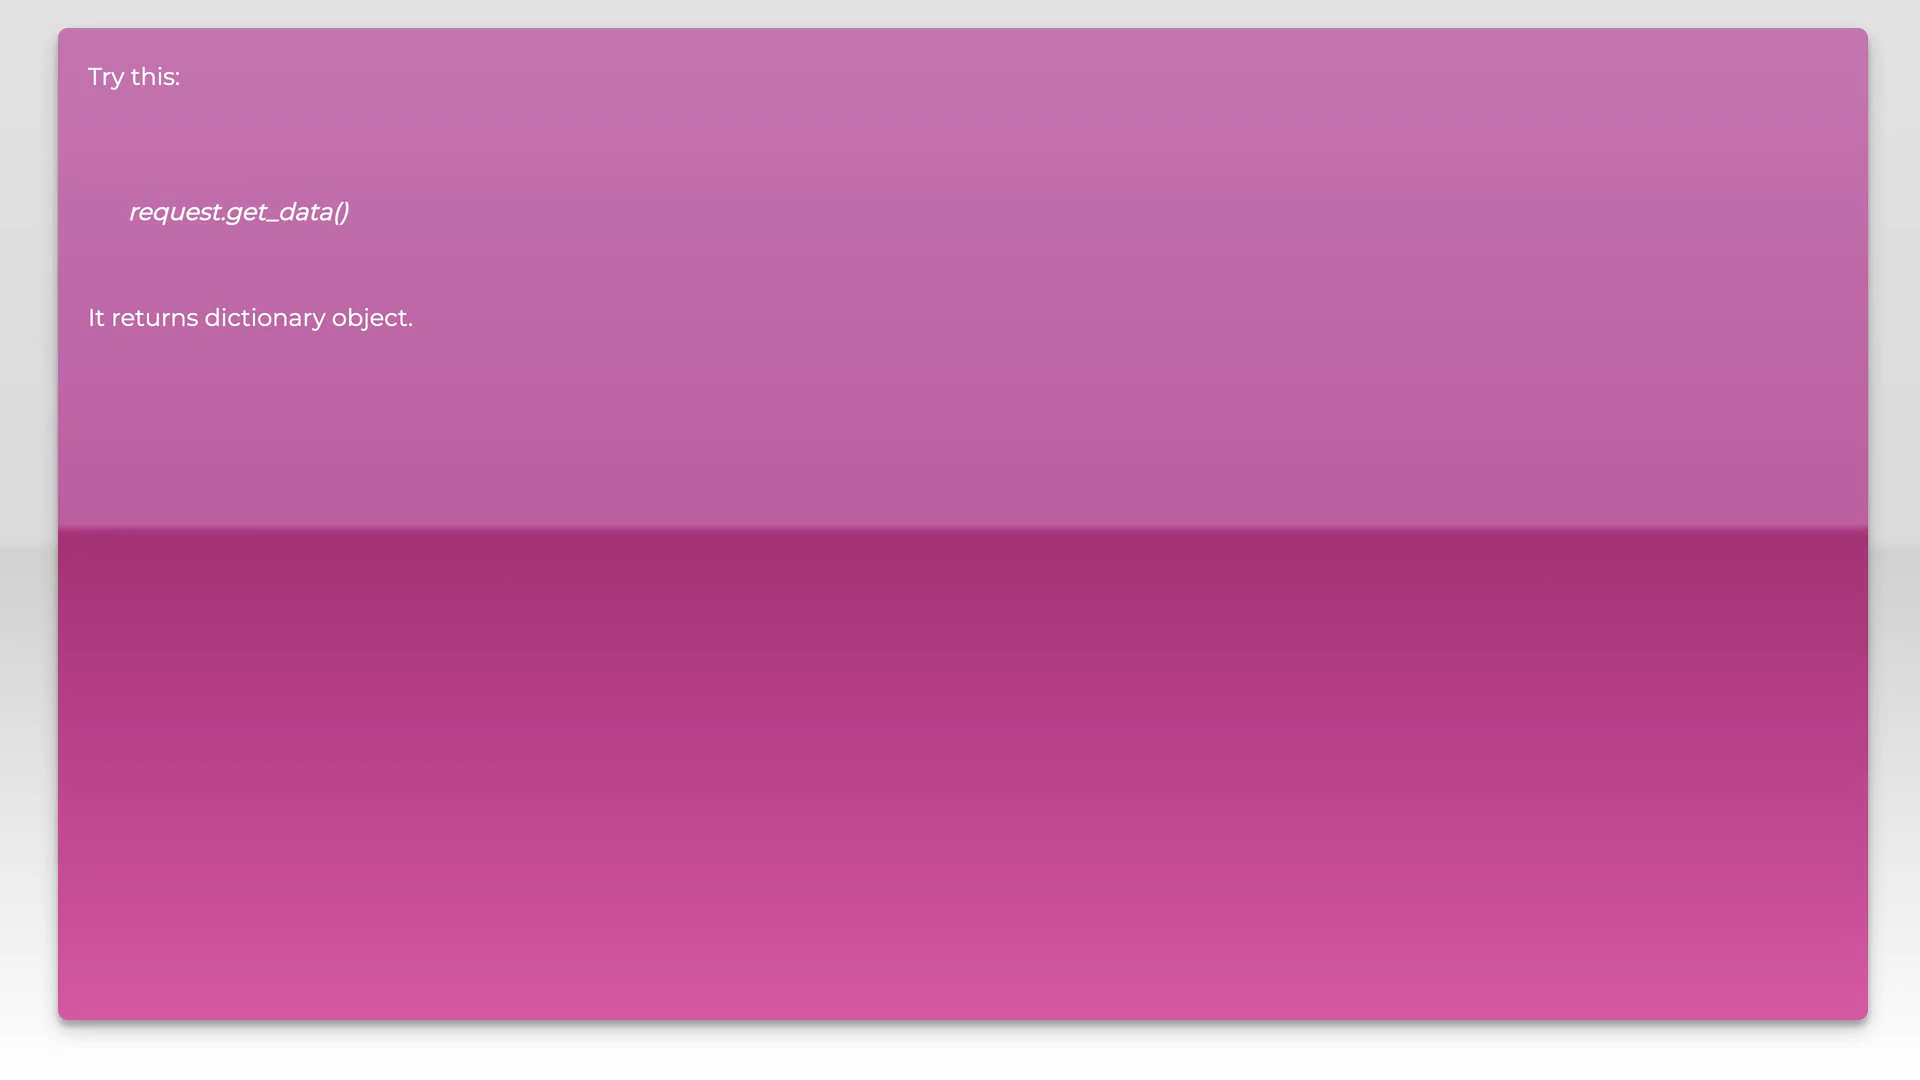 Try this:
request.get_data()
It returns dictionary object.